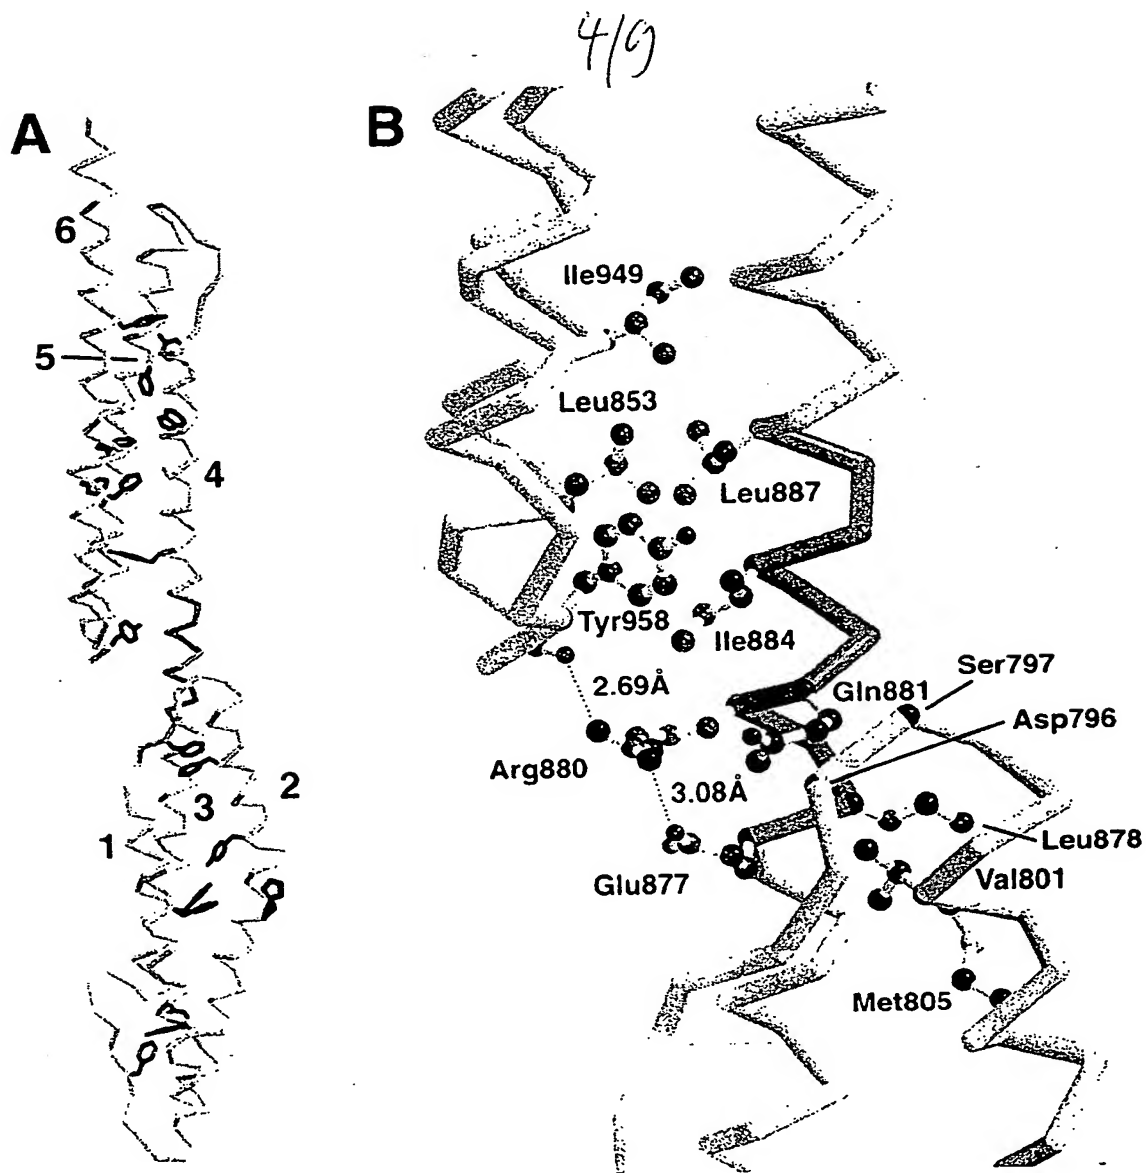 4/9
A
B
6
5
4
3
2
1
Ile949
Leu853
Leu887
Tyr958
Ile884
2.69Å
Gln881
Ser797
Asp796
Arg880
3.08Å
Leu878
Glu877
Val801
Met805